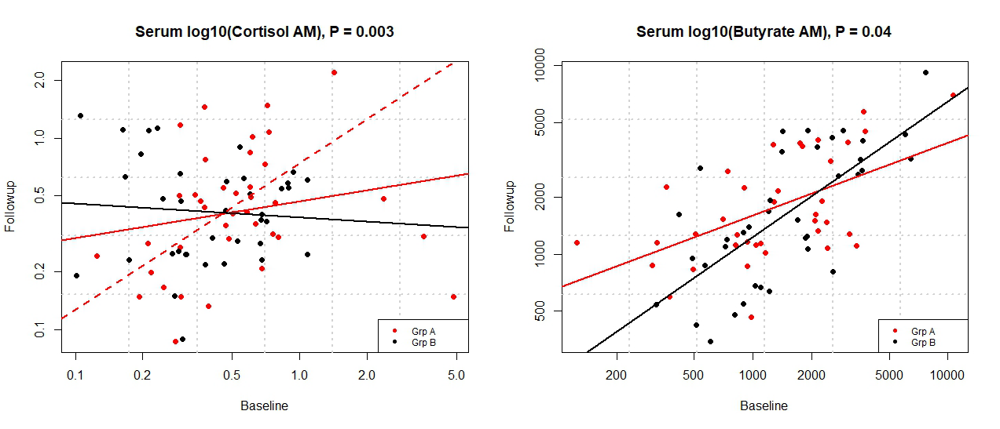 Serum log10(Cortisol AM), P = 0.003
2.0
1.0
0.5
0.2
0.1
Followup
Grp A
Grp B
0.1 0.2 0.5 1.0 2.0 5.0
Baseline
Serum log10(Butyrate AM), P = 0.04
10000
5000
2000
1000
500
Followup
Grp A
Grp B
200 500 1000 2000 5000 10000
Baseline